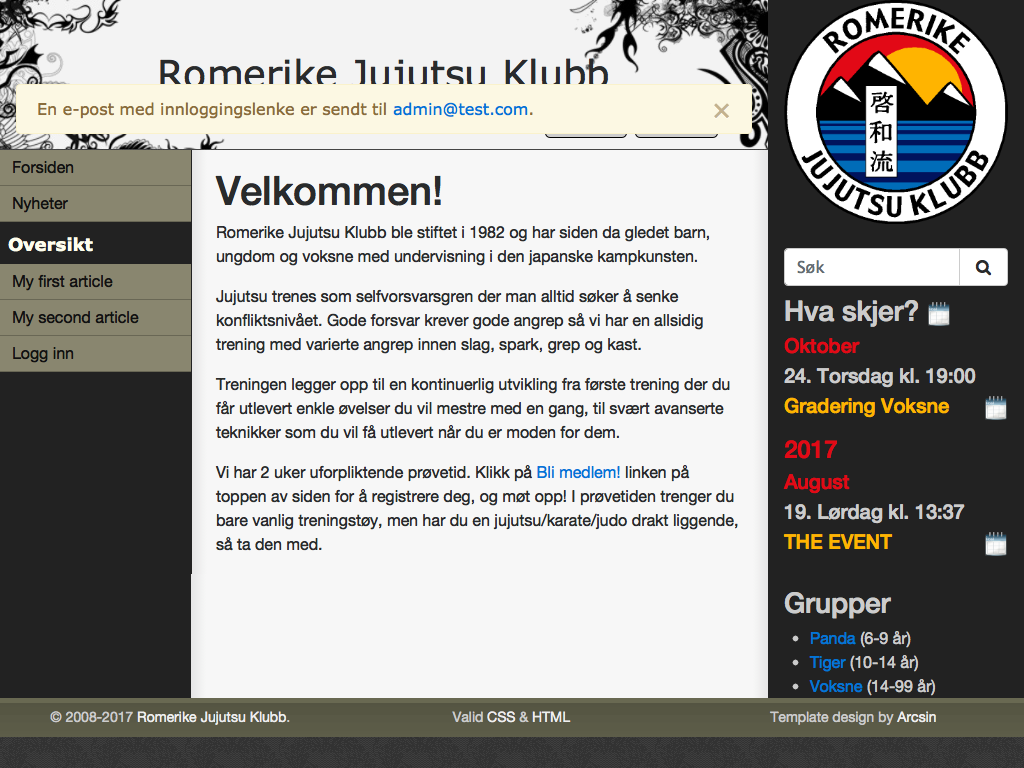 Romerike Jujutsu Klubb
En e-post med innloggingslenke er sendt til admin@test.com.
×
Forsiden
Nyheter
Oversikt
My first article
My second article
Logg inn
Velkommen!
Romerike Jujutsu Klubb ble stiftet i 1982 og har siden da gledet barn,
ungdom og voksne med undervisning i den japanske kampkunsten.
Jujutsu trenes som selfvorsvarsgren der man alltid søker å senke
konfliktsnivået. Gode forsvar krever gode angrep så vi har en allsidig
trening med varierte angrep innen slag, spark, grep og kast.
Treningen legger opp til en kontinuerlig utvikling fra første trening der du
får utlevert enkle øvelser du vil mestre med en gang, til svært avanserte
teknikker som du vil få utlevert når du er moden for dem.
Vi har 2 uker uforpliktende prøvetid. Klikk på Bli medlem! linken på
toppen av siden for å registrere deg, og møt opp! I prøvetiden trenger du
bare vanlig treningstøy, men har du en jujutsu/karate/judo drakt liggende,
så ta den med.
ROMERIKE
啓和流
JUJUTSU KLUBB
Søk
Hva skjer?
Oktober
24. Torsdag kl. 19:00
Gradering Voksne
2017
August
19. Lørdag kl. 13:37
THE EVENT
Grupper
• Panda (6-9 år)
• Tiger (10-14 år)
• Voksne (14-99 år)
© 2008-2017 Romerike Jujutsu Klubb.
Valid CSS & HTML
Template design by Arcsin